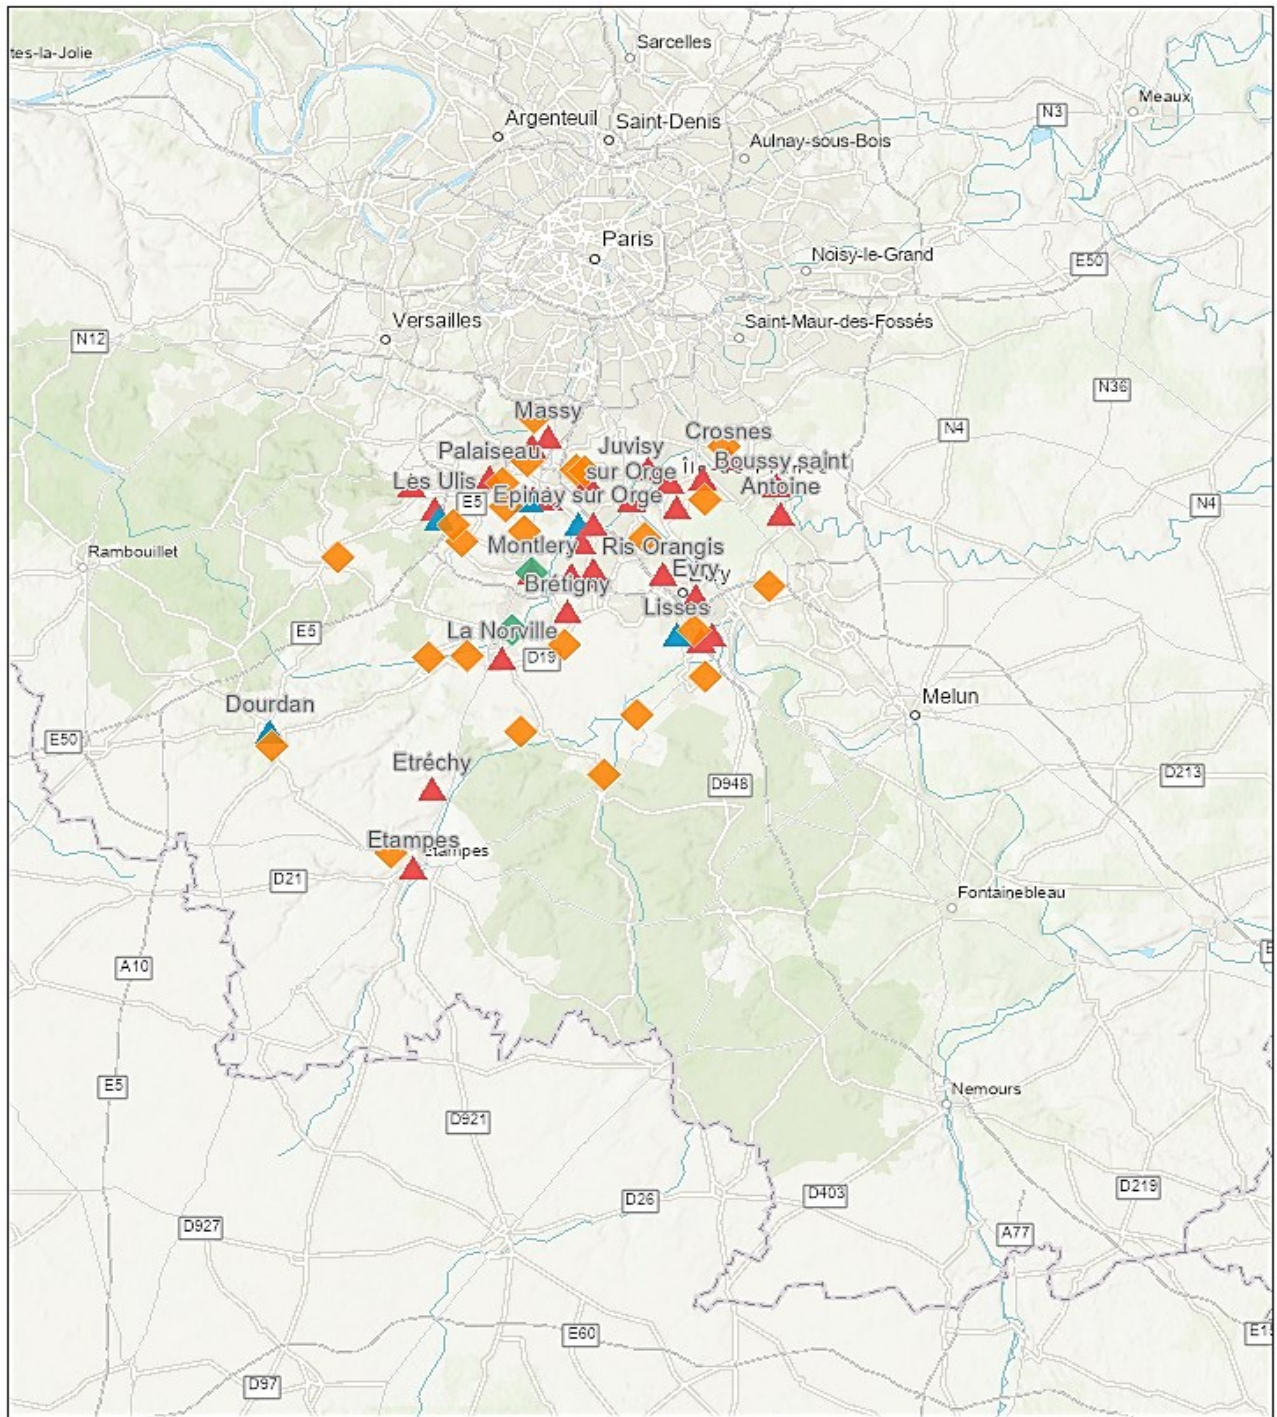 Sarcelles
tes-la-Jolie
Meaux
N3
Argenteuil
Saint-Denis
Aulnay-sous-Bois
Paris
Noisy-le-Grand
E50
Versailles
Saint-Maur-des-Fossés
N12
N36
Massy
N4
Crosnes
Palaiseau
Juvisy
sur Orge
Boussy saint
Antoine
Les Ulis
E5
Epinay sur Orge
N4
Rambouillet
Montlery
Ris Orangis
Evry
Brétigny
Lisses
E5
La Norville
D19
Dourdan
Melun
E50
Etréchy
D213
D948
Etampes
Etampes
D21
Fontainebleau
A10
E5
Nemours
D921
D219
D403
D26
D927
A77
E60
D97